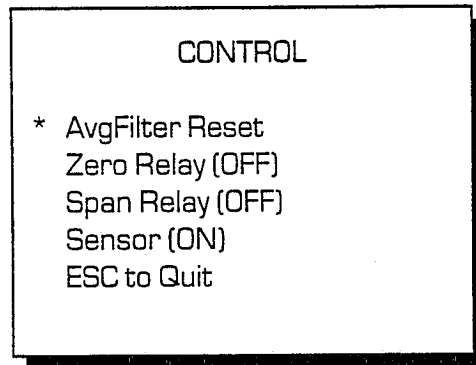 CONTROL
* AvgFilter Reset
Zero Relay (OFF)
Span Relay (OFF)
Sensor (ON)
ESC to Quit